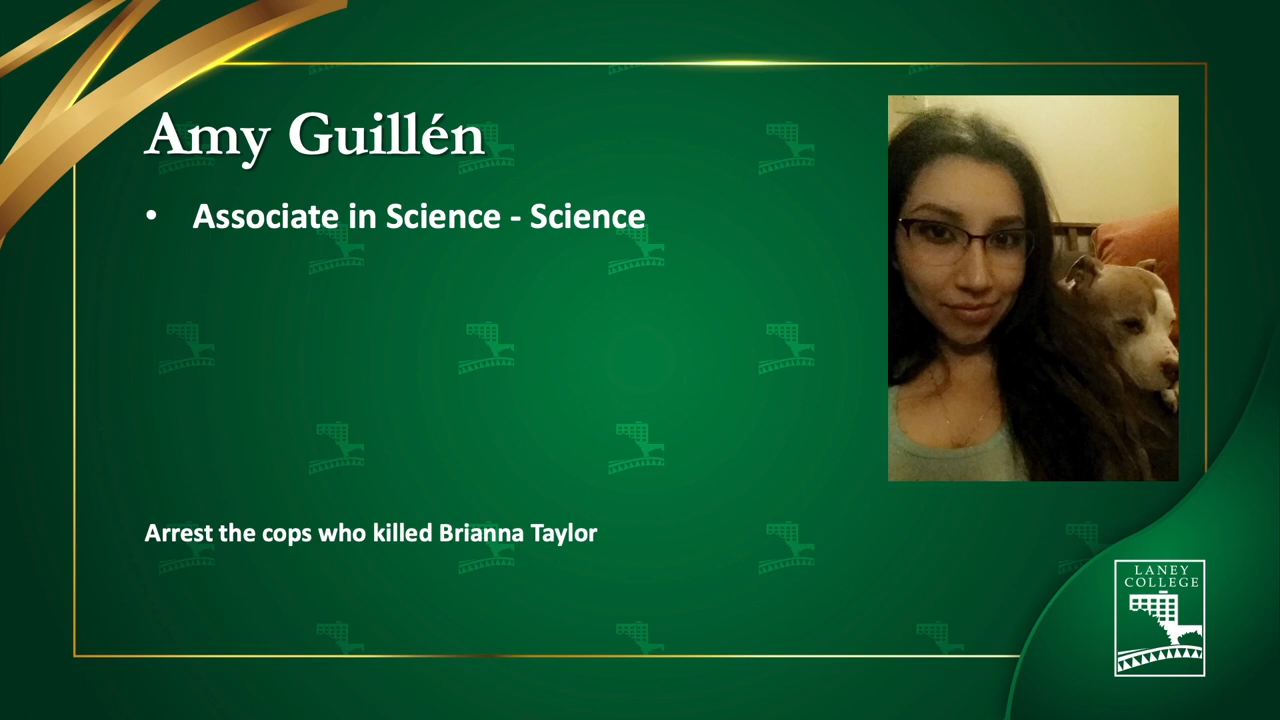 Amy Guillén
• Associate in Science - Science
Arrest the cops who killed Brianna Taylor
LANEY
COLLEGE